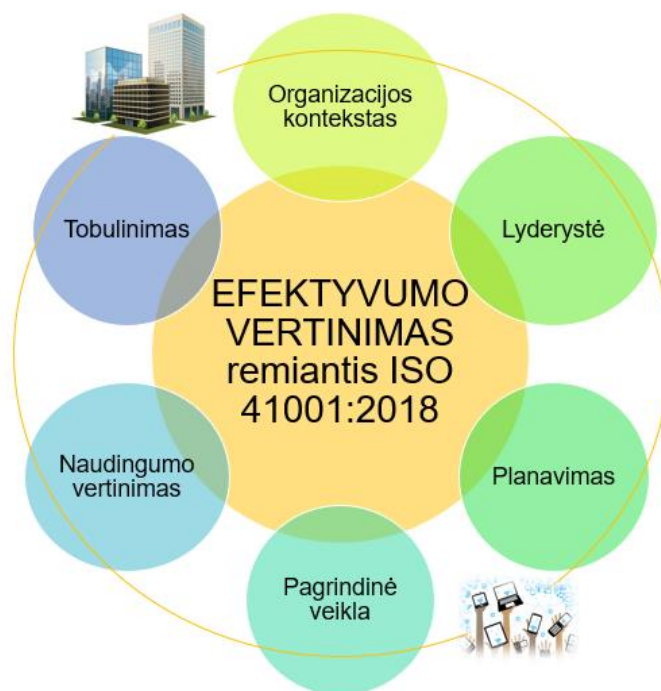 Organizacijos
kontekstas
Lyderystė
Planavimas
Pagrindinė
veikla
Naudingumo
vertinimas
Tobulinimas
EFEKTYVUMO
VERTINIMAS
remiantis ISO
41001:2018